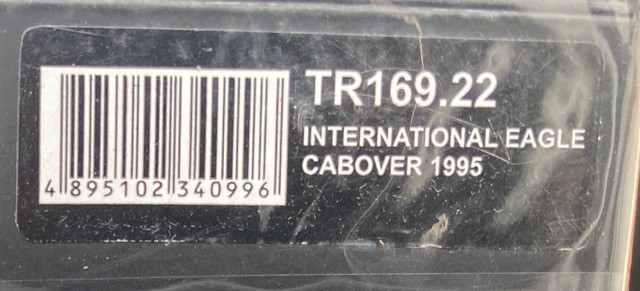 TR169.22
INTERNATIONAL EAGLE
CABOVER 1995
4 895102 340996